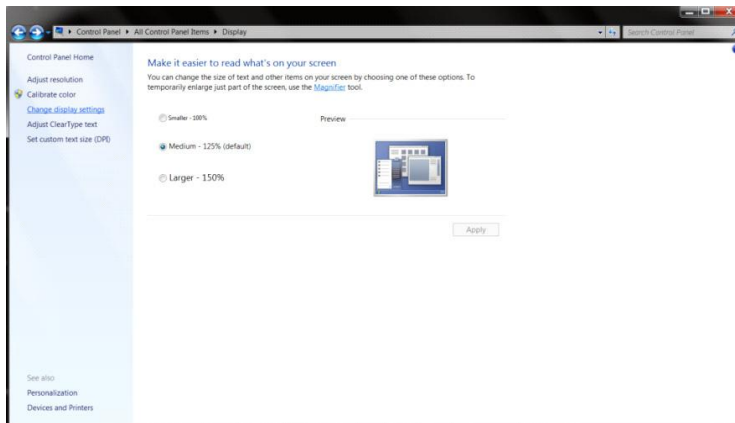 Control Panel ▸ All Control Panel Items ▸ Display
Search Control Panel
Control Panel Home
Adjust resolution
Calibrate color
Change display settings
Adjust ClearType text
Set custom text size (DPI)
Make it easier to read what's on your screen
You can change the size of text and other items on your screen by choosing one of these options. To
temporarily enlarge just part of the screen, use the Magnifier tool.
Smaller - 100%
Preview
Medium - 125% (default)
Larger - 150%
Apply
See also
Personalization
Devices and Printers